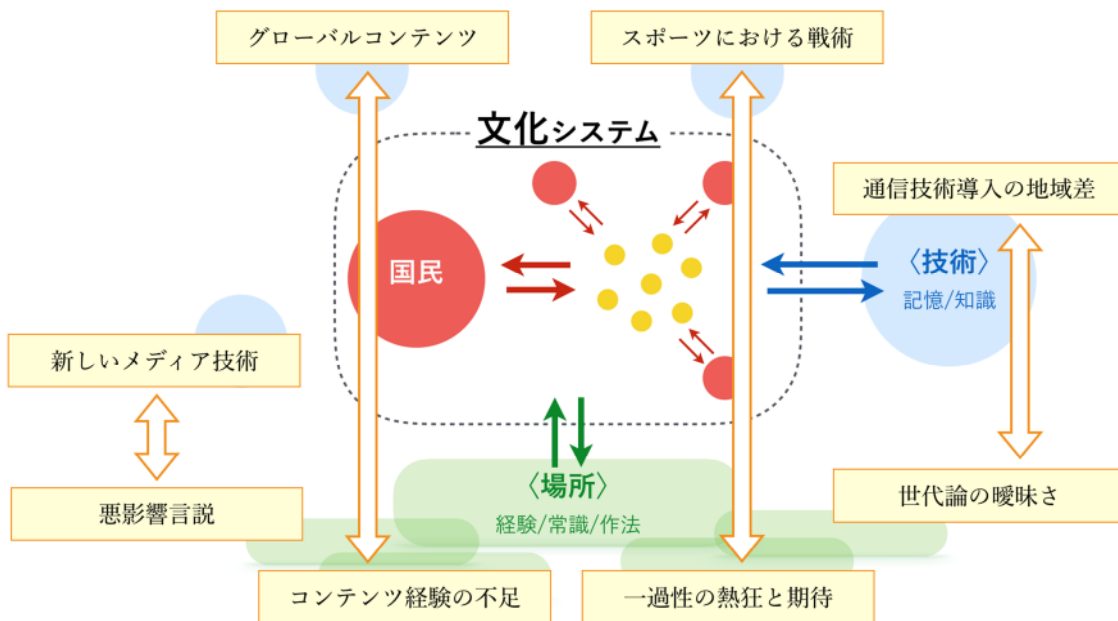 グローバルコンテンツ
スポーツにおける戦術
文化システム
通信技術導入の地域差
国民
〈技術〉
記憶/知識
新しいメディア技術
悪影響言説
〈場所〉
経験/常識/作法
世代論の曖昧さ
コンテンツ経験の不足
一過性の熱狂と期待